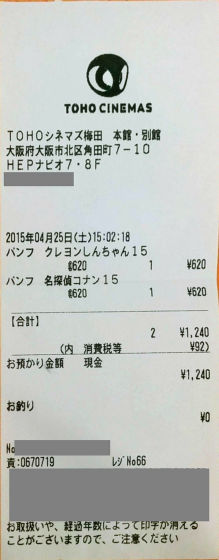 TOHO CINEMAS
TOHOシネマズ梅田 本館・別館
大阪府大阪市北区角田町7-10
HEPナビオ7・8F
2015年04月25日(土)15:02:18
パンフ クレヨンしんちゃん15
@620 1 ¥620
パンフ 名探偵コナン15
@620 1 ¥620
【合計】
2 ¥1,240
(内 消費税等 ¥92)
お預かり金額 現金
¥1,240
お釣り
¥0
No
責:0670719 レジNo66
お取扱いや、経過年数によって印字が消える
ことがございますので、ご注意ください